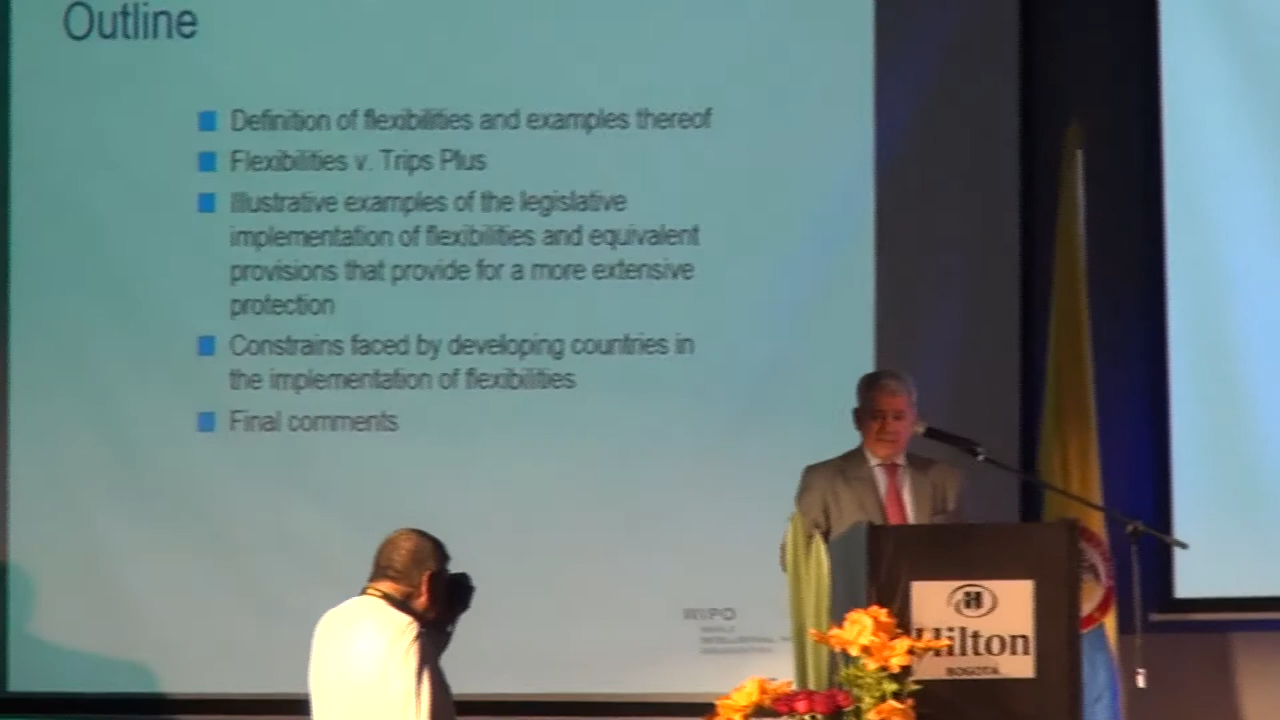 Outline
Definition of flexibilities and examples thereof
Flexibilities v. Trips Plus
Illustrative examples of the legislative
implementation of flexibilities and equivalent
provisions that provide for a more extensive
protection
Constrains faced by developing countries in
the implementation of flexibilities
Final comments
WIPO
Hilton
BOGOTA